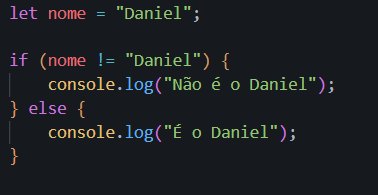 let nome = "Daniel";
if (nome != "Daniel") {
    console.log("Não é o Daniel");
} else {
    console.log("É o Daniel");
}